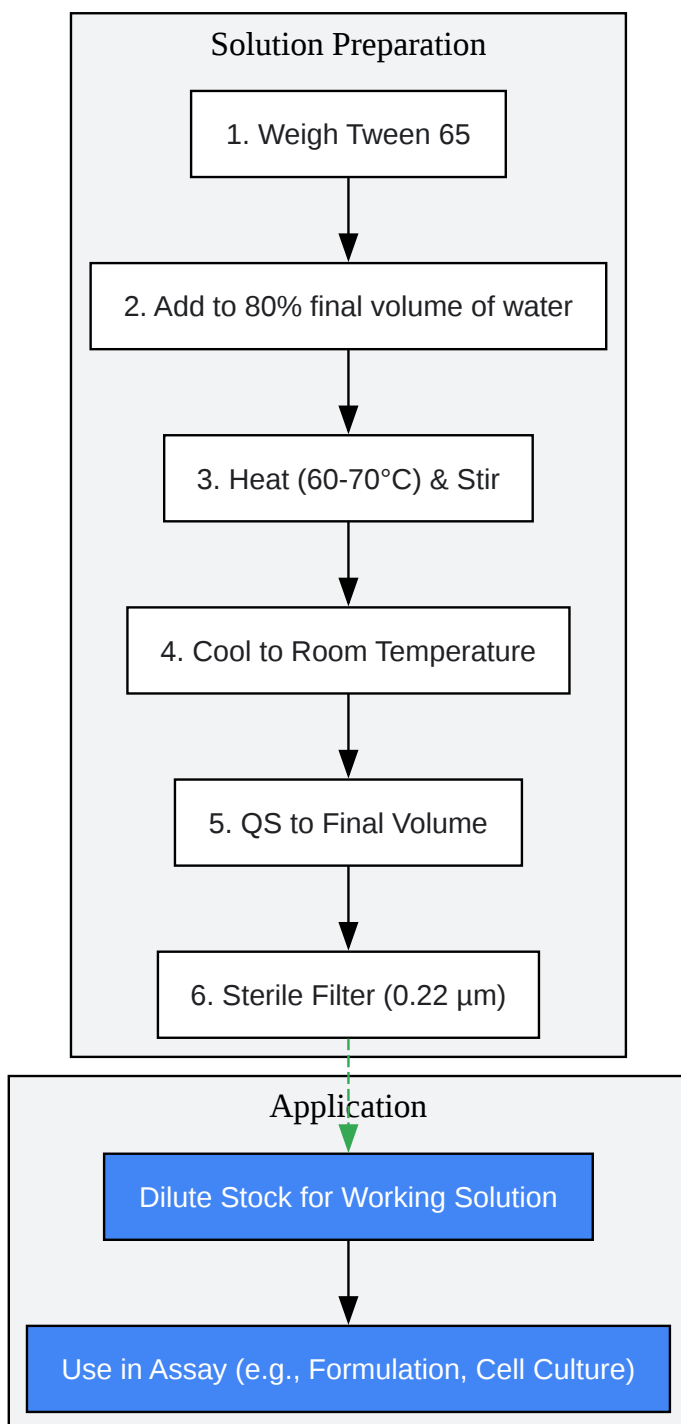 Solution Preparation
1. Weigh Tween 65
2. Add to 80% final volume of water
3. Heat (60-70°C) & Stir
4. Cool to Room Temperature
5. QS to Final Volume
6. Sterile Filter (0.22 µm)
Application
Dilute Stock for Working Solution
Use in Assay (e.g., Formulation, Cell Culture)